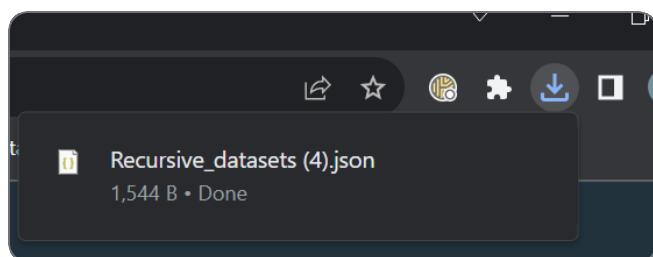 Recursive_datasets (4).json
1,544 B • Done